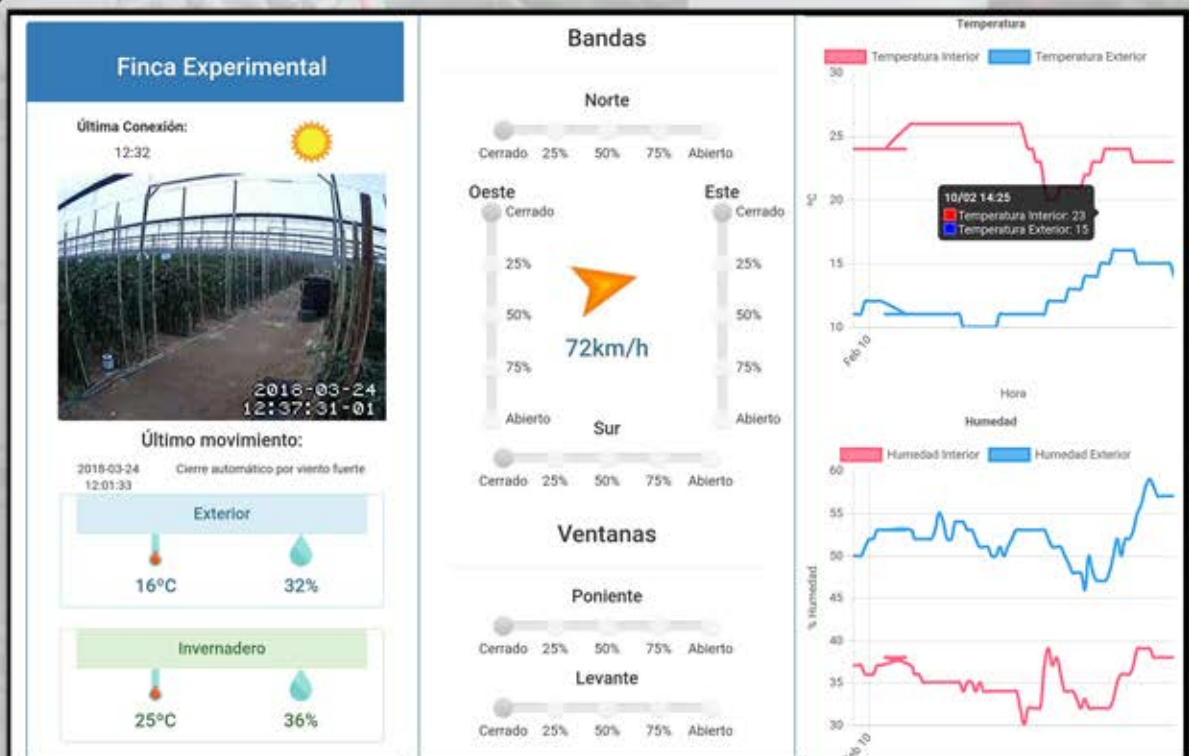 Finca Experimental
Última Conexión:
12:32
2018-03-24
12:37:31-01
Último movimiento:
2018-03-24 Cierre automático por viento fuerte
12:01:33
Exterior
16ºC 32%
Invernadero
25ºC 36%
Bandas
Norte
Cerrado 25% 50% 75% Abierto
Oeste
Cerrado
25%
50%
75%
Abierto
Este
Cerrado
25%
50%
75%
Abierto
72km/h
Sur
Cerrado 25% 50% 75% Abierto
Ventanas
Poniente
Cerrado 25% 50% 75% Abierto
Levante
Cerrado 25% 50% 75% Abierto
Temperatura
Temperatura Interior Temperatura Exterior
30
25
20
15
10
ºC
10/02 14:25
Temperatura Interior: 23
Temperatura Exterior: 15
Feb 10
Hora
Humedad
Humedad Interior Humedad Exterior
60
55
50
45
40
35
30
% Humedad
Feb 10